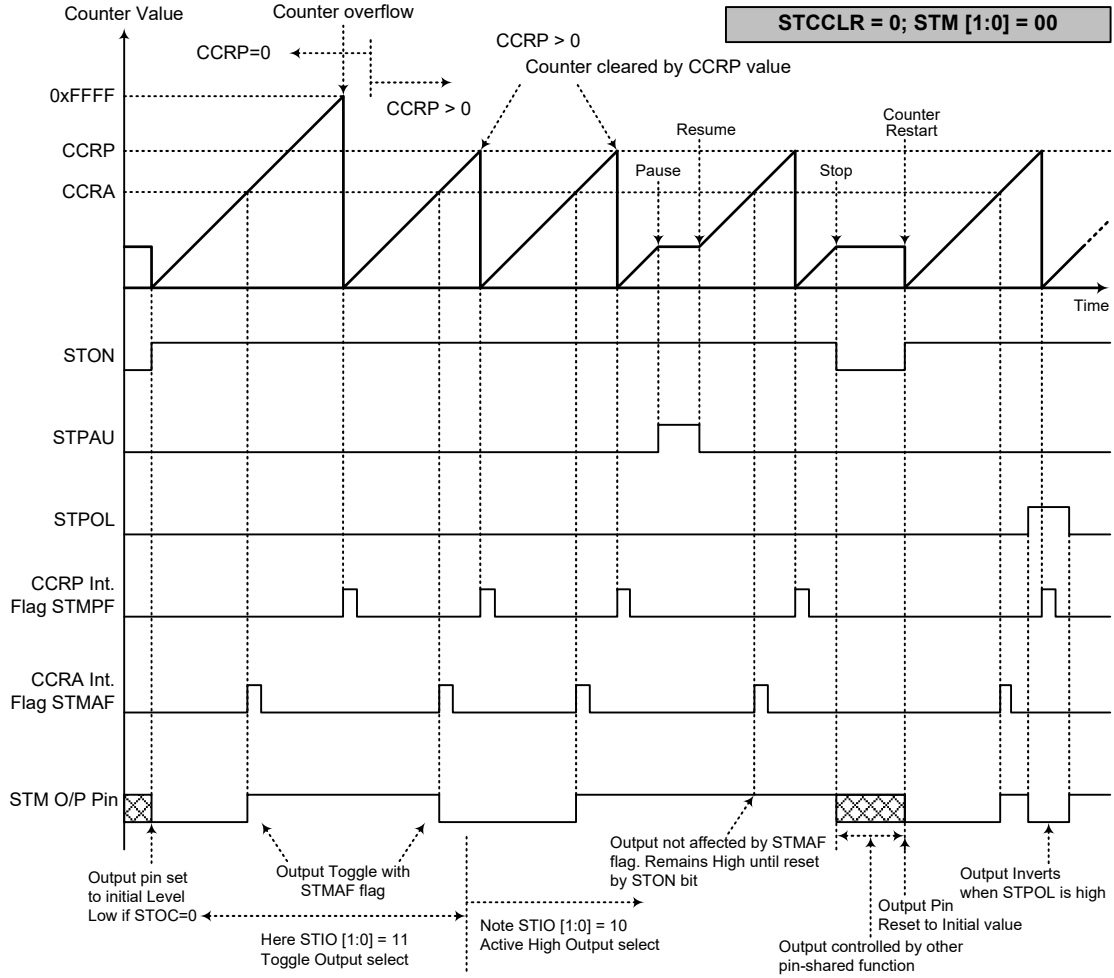 Counter Value
Counter overflow
STCCLR = 0; STM [1:0] = 00
CCRP=0
CCRP > 0
CCRP > 0
Counter cleared by CCRP value
0xFFFF
CCRP
CCRA
Pause
Resume
Stop
Counter
Restart
Time
STON
STPAU
STPOL
CCRP Int.
Flag STMPF
CCRA Int.
Flag STMAF
STM O/P Pin
Output pin set
to initial Level
Low if STOC=0
Output Toggle with
STMAF flag
Here STIO [1:0] = 11
Toggle Output select
Note STIO [1:0] = 10
Active High Output select
Output not affected by STMAF
flag. Remains High until reset
by STON bit
Output controlled by other
pin-shared function
Output Pin
Reset to Initial value
Output Inverts
when STPOL is high